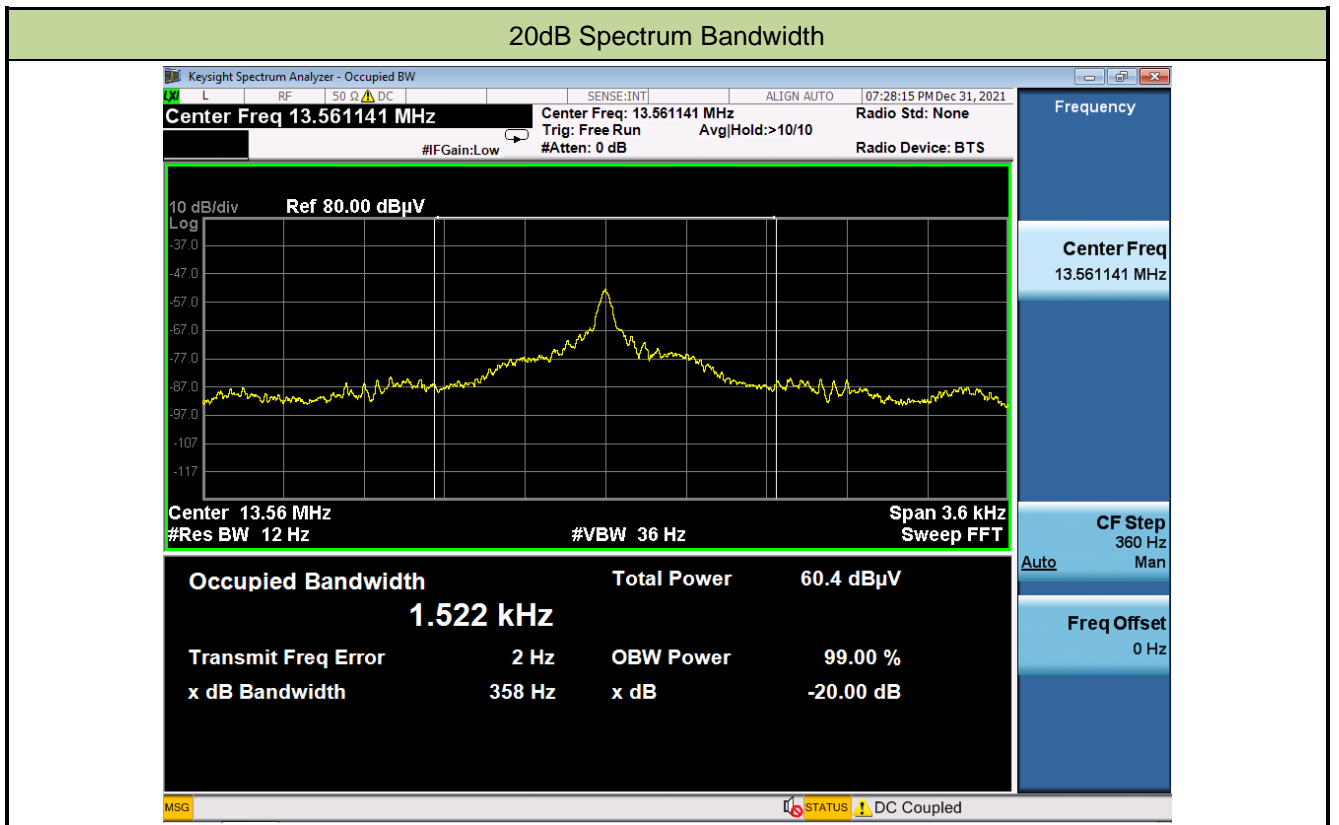 20dB Spectrum Bandwidth
Keysight Spectrum Analyzer - Occupied BW
LXI L RF 50 Ω DC SENSE:INT ALIGN AUTO 07:28:15 PM Dec 31, 2021
Center Freq 13.561141 MHz
Center Freq: 13.561141 MHz
Radio Std: None
Trig: Free Run Avg|Hold:>10/10
#IFGain:Low
#Atten: 0 dB
Radio Device: BTS
10 dB/div Ref 80.00 dBµV
Log
-37.0
-47.0
-57.0
-67.0
-77.0
-87.0
-97.0
-107
-117
Center 13.56 MHz Span 3.6 kHz
#Res BW 12 Hz #VBW 36 Hz Sweep FFT
Occupied Bandwidth Total Power 60.4 dBµV
1.522 kHz
Transmit Freq Error 2 Hz OBW Power 99.00 %
x dB Bandwidth 358 Hz x dB -20.00 dB
Frequency
Center Freq
13.561141 MHz
CF Step
360 Hz
Auto Man
Freq Offset
0 Hz
MSG STATUS DC Coupled